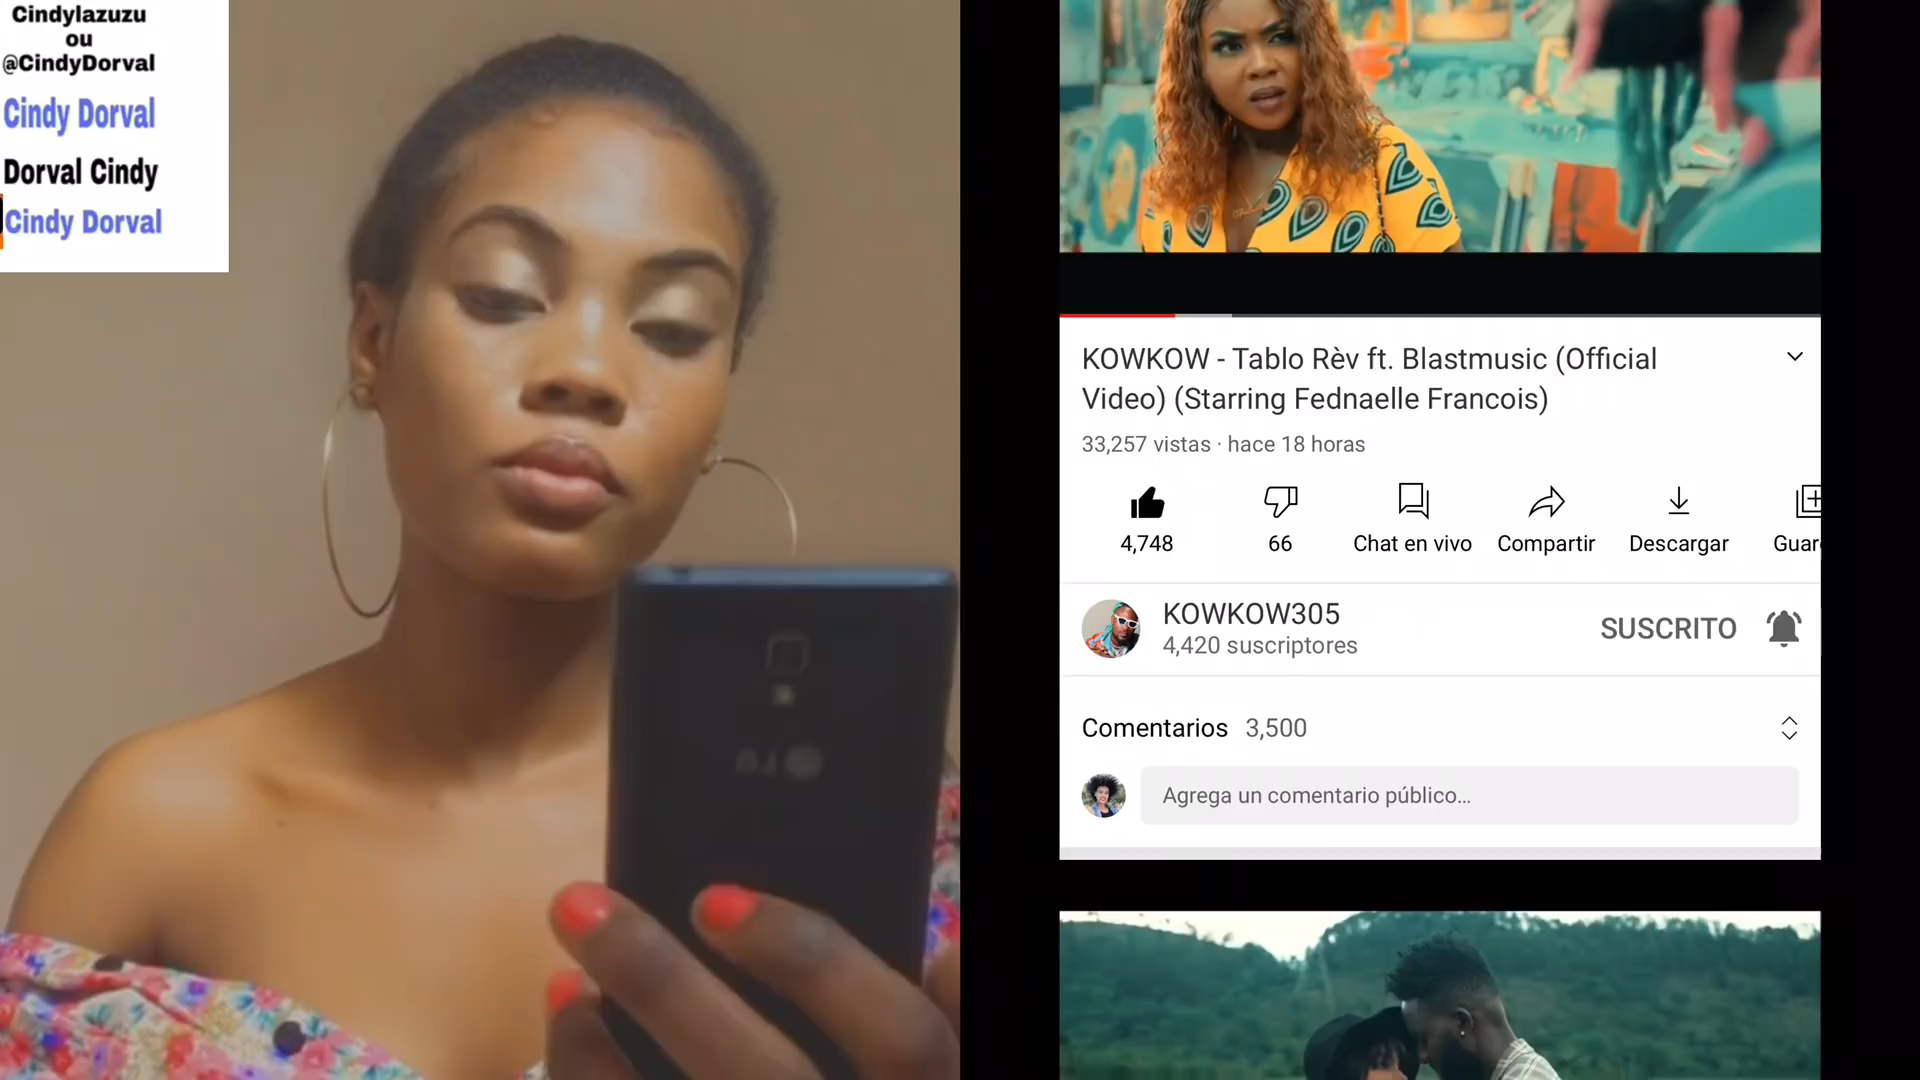 Cindylazuzu
ou
@CindyDorval
Cindy Dorval
Dorval Cindy
Cindy Dorval
KOWKOW - Tablo Rèv ft. Blastmusic (Official
Video) (Starring Fednaelle Francois)
33,257 vistas · hace 18 horas
4,748
66
Chat en vivo
Compartir
Descargar
Guar
KOWKOW305
4,420 suscriptores
SUSCRITO
Comentarios 3,500
Agrega un comentario público...